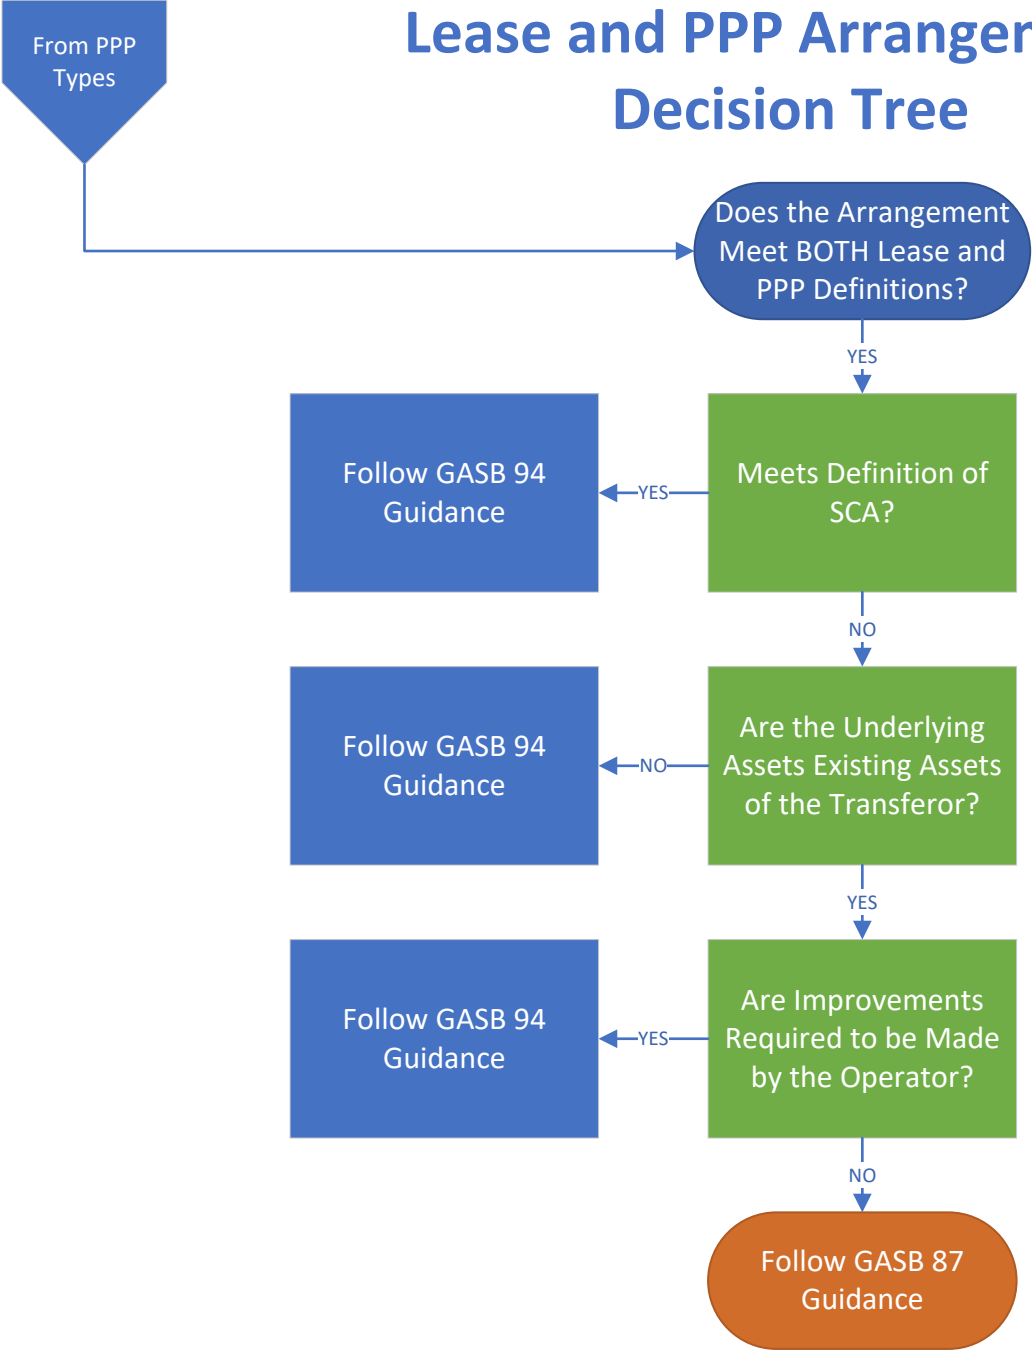 From PPP
Types
Lease and PPP Arrangem
Decision Tree
Does the Arrangement
Meet BOTH Lease and
PPP Definitions?
YES
Follow GASB 94
Guidance
YES
Meets Definition of
SCA?
NO
Follow GASB 94
Guidance
NO
Are the Underlying
Assets Existing Assets
of the Transferor?
YES
Follow GASB 94
Guidance
YES
Are Improvements
Required to be Made
by the Operator?
NO
Follow GASB 87
Guidance